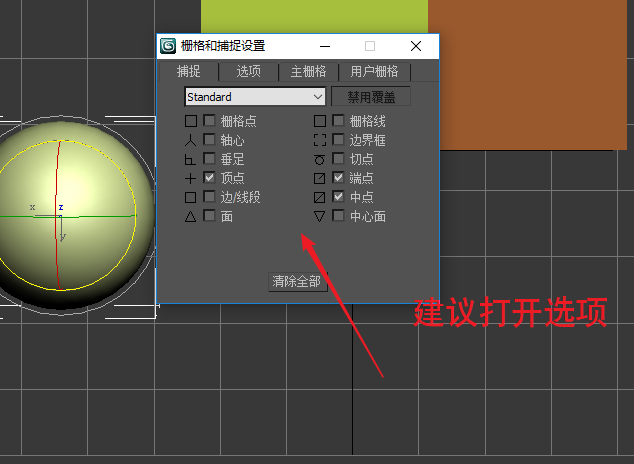 栅格和捕捉设置
捕捉 选项 主栅格 用户栅格
Standard 禁用覆盖
栅格点 栅格线
轴心 边界框
垂足 切点
顶点 端点
边/线段 中点
面 中心面
清除全部
建议打开选项
x z
y